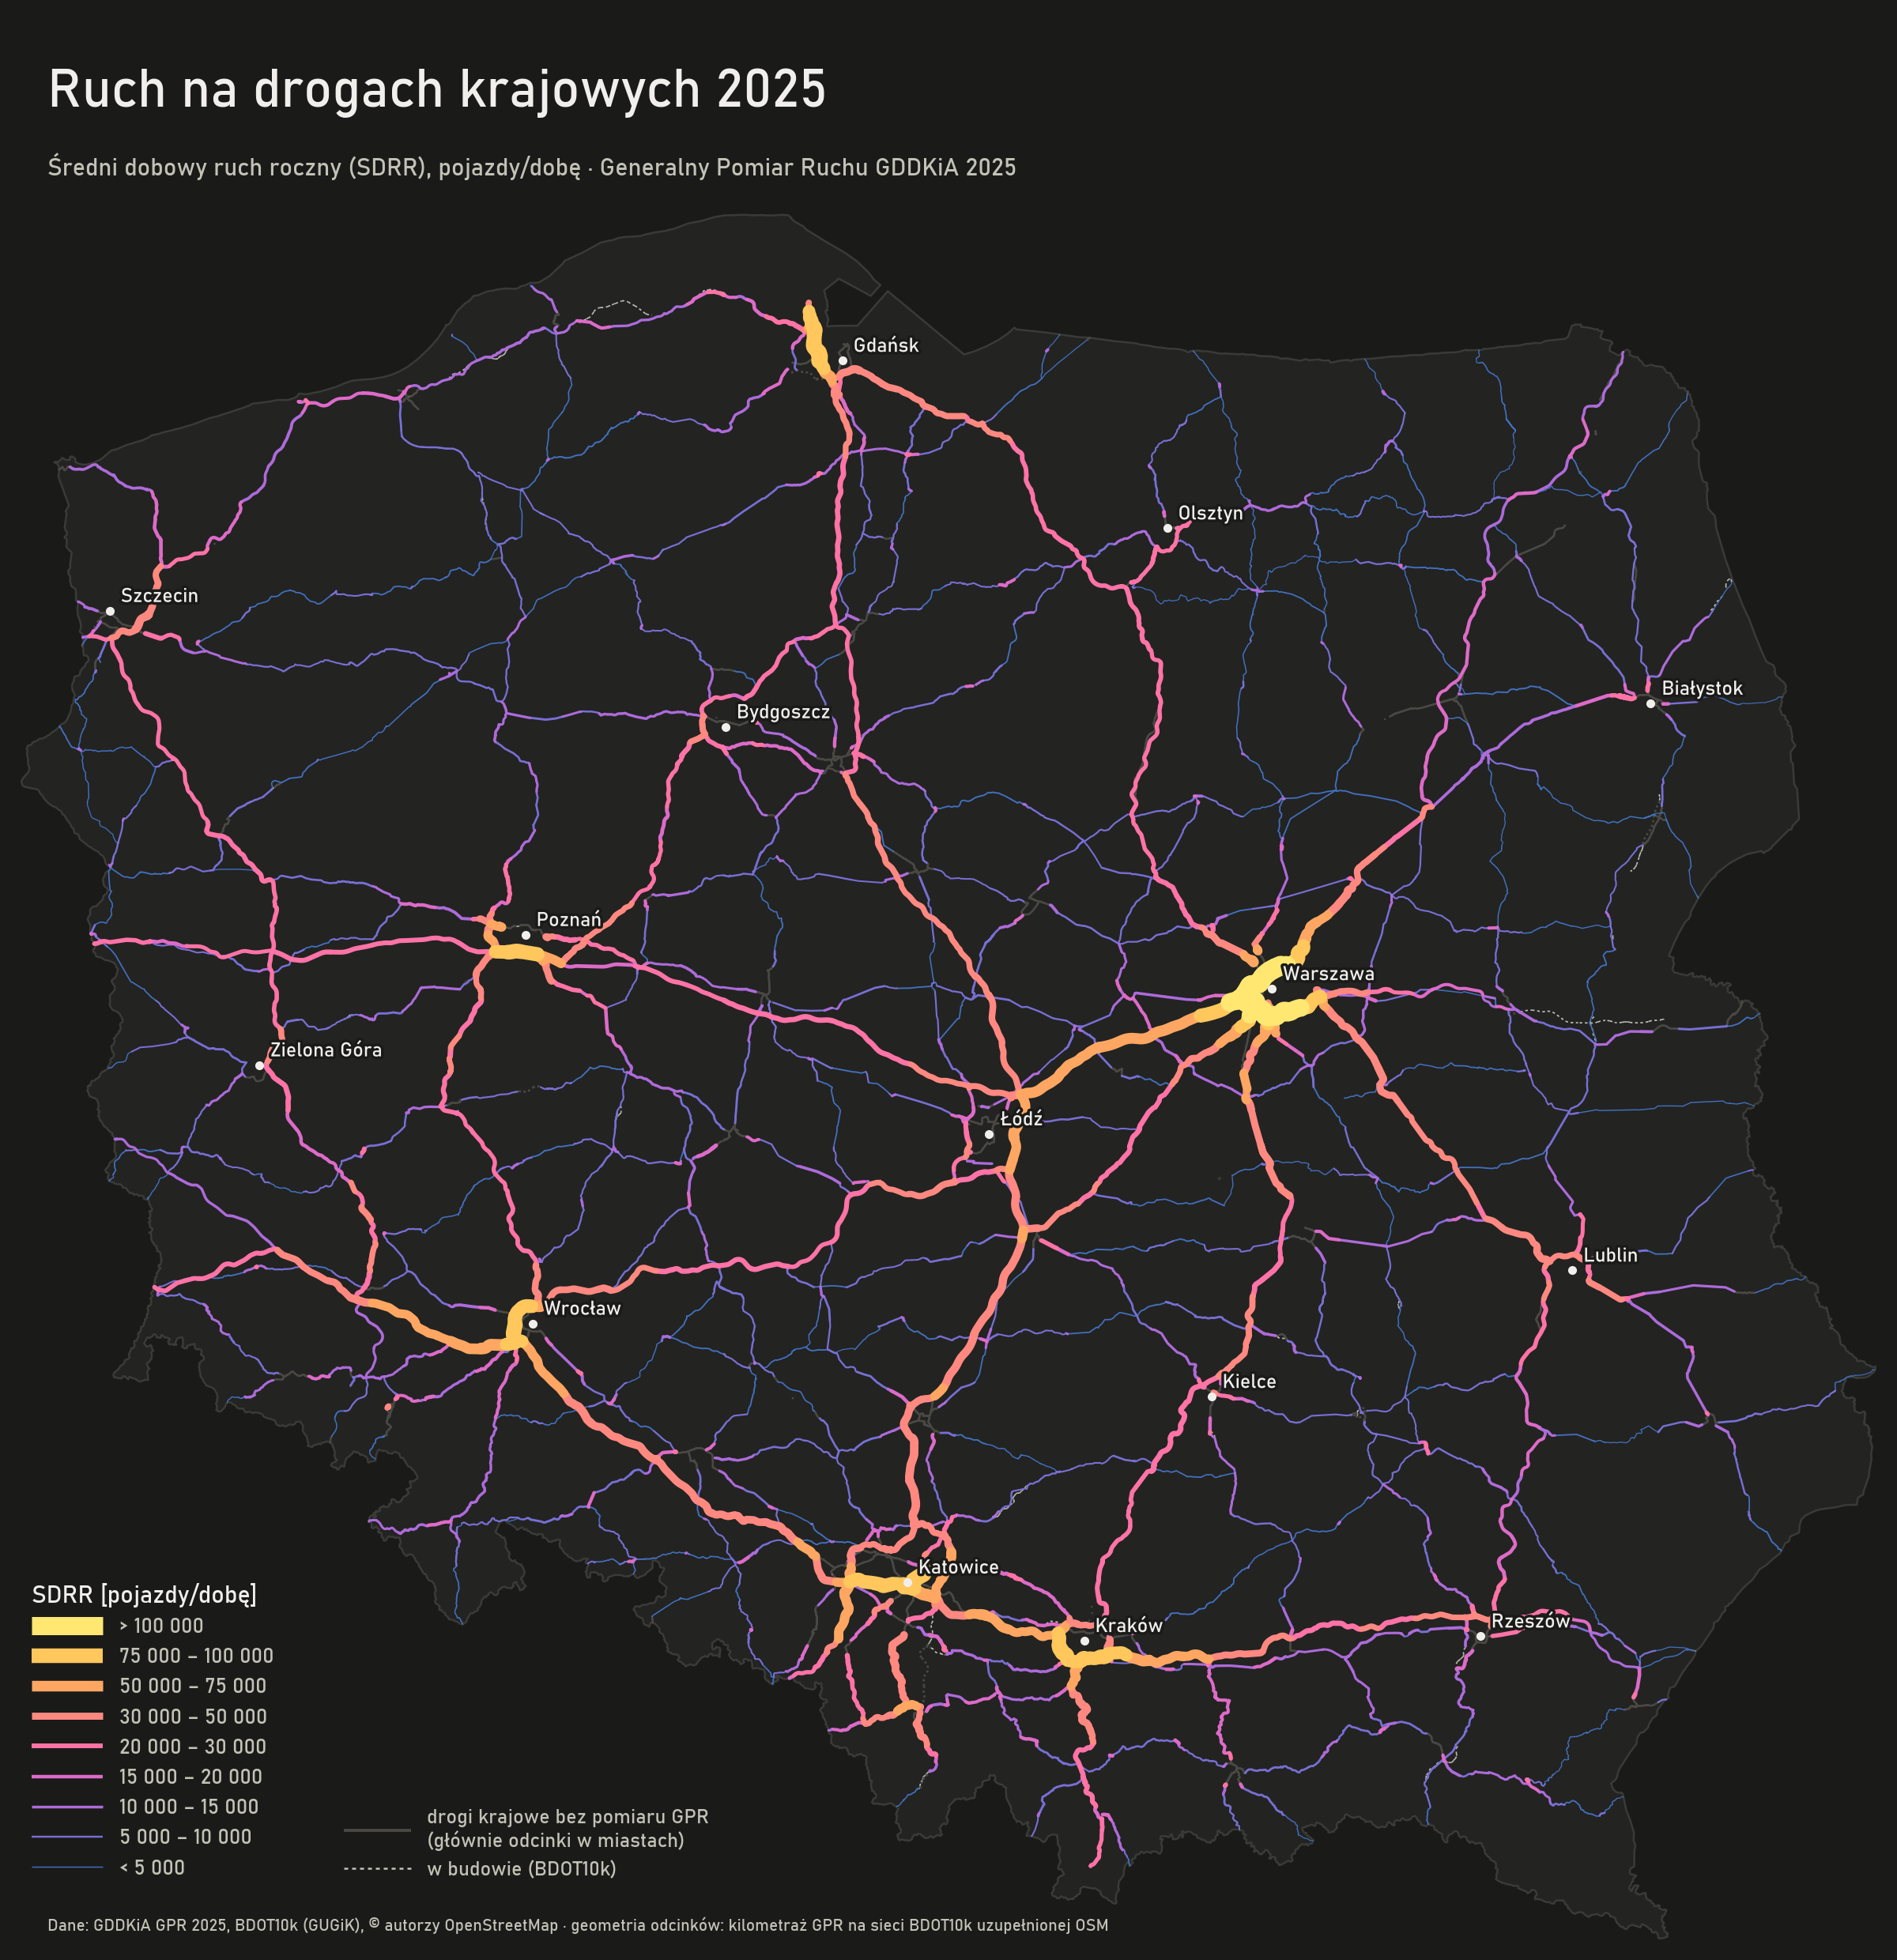 Ruch na drogach krajowych 2025
Średni dobowy ruch roczny (SDRR), pojazdy/dobę · Generalny Pomiar Ruchu GDDKiA 2025
Gdańsk
Olsztyn
Szczecin
Białystok
Bydgoszcz
Poznań
Warszawa
Zielona Góra
Łódź
Lublin
Wrocław
Kielce
Katowice
Kraków
Rzeszów
SDRR [pojazdy/dobę]
> 100 000
75 000 – 100 000
50 000 – 75 000
30 000 – 50 000
20 000 – 30 000
15 000 – 20 000
10 000 – 15 000
5 000 – 10 000
< 5 000
drogi krajowe bez pomiaru GPR
(głównie odcinki w miastach)
w budowie (BDOT10k)
Dane: GDDKiA GPR 2025, BDOT10k (GUGiK), © autorzy OpenStreetMap · geometria odcinków: kilometraż GPR na sieci BDOT10k uzupełnionej OSM